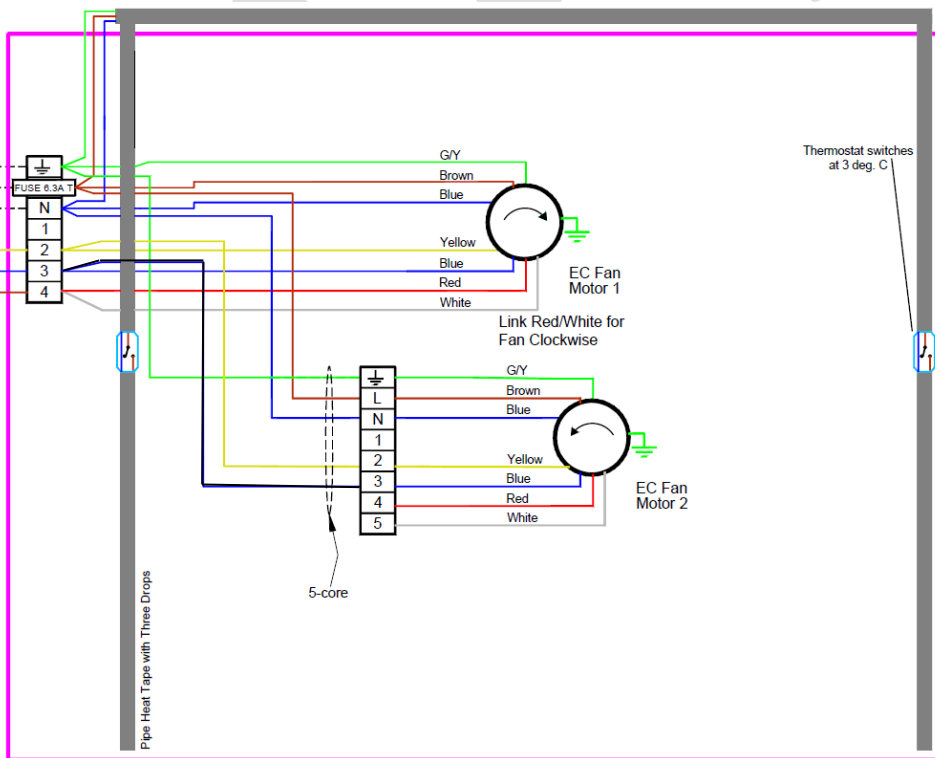 G/Y
Brown
Blue
Thermostat switches
at 3 deg. C
FUSE 6.3A T
N
1
2
3
4
Yellow
Blue
Red
White
EC Fan
Motor 1
Link Red/White for
Fan Clockwise
L
N
1
2
3
4
5
G/Y
Brown
Blue
Yellow
Blue
Red
White
EC Fan
Motor 2
5-core
Pipe Heat Tape with Three Drops